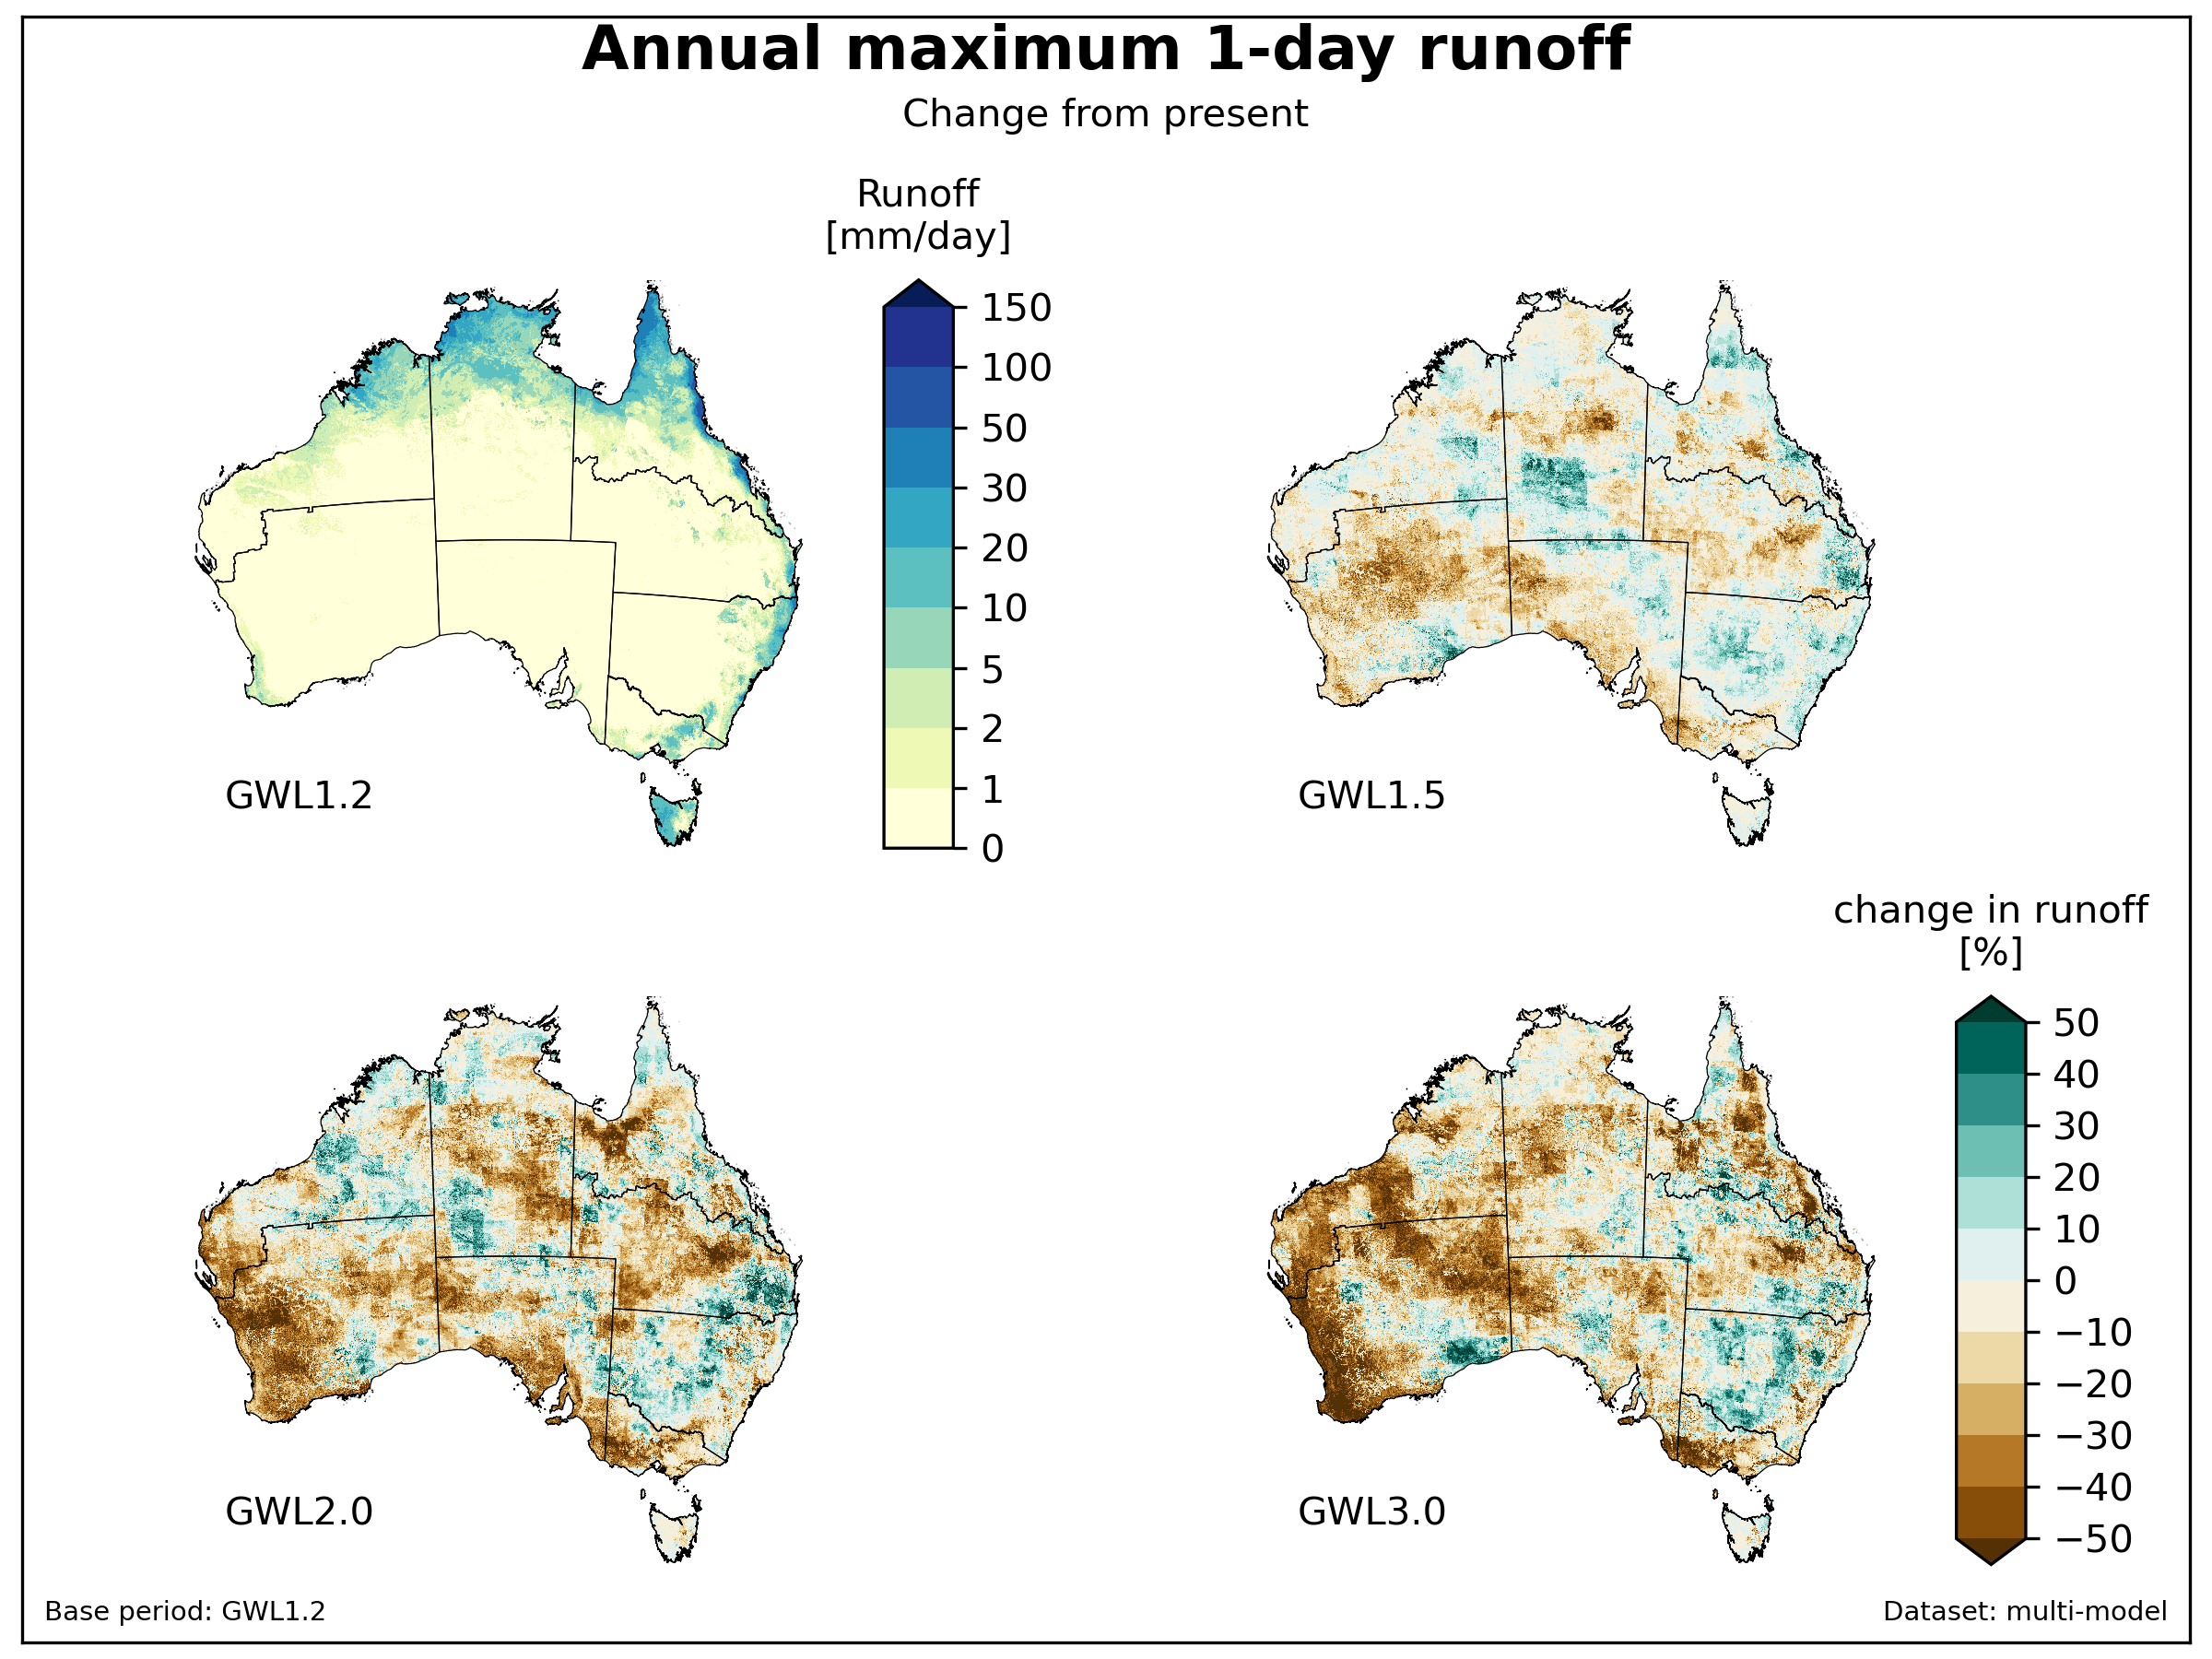 Annual maximum 1-day runoff
Change from present
Runoff
[mm/day]
150
100
50
30
20
10
5
2
1
0
GWL1.2
GWL1.5
change in runoff
[%]
50
40
30
20
10
0
−10
−20
−30
−40
−50
GWL2.0
GWL3.0
Base period: GWL1.2
Dataset: multi-model